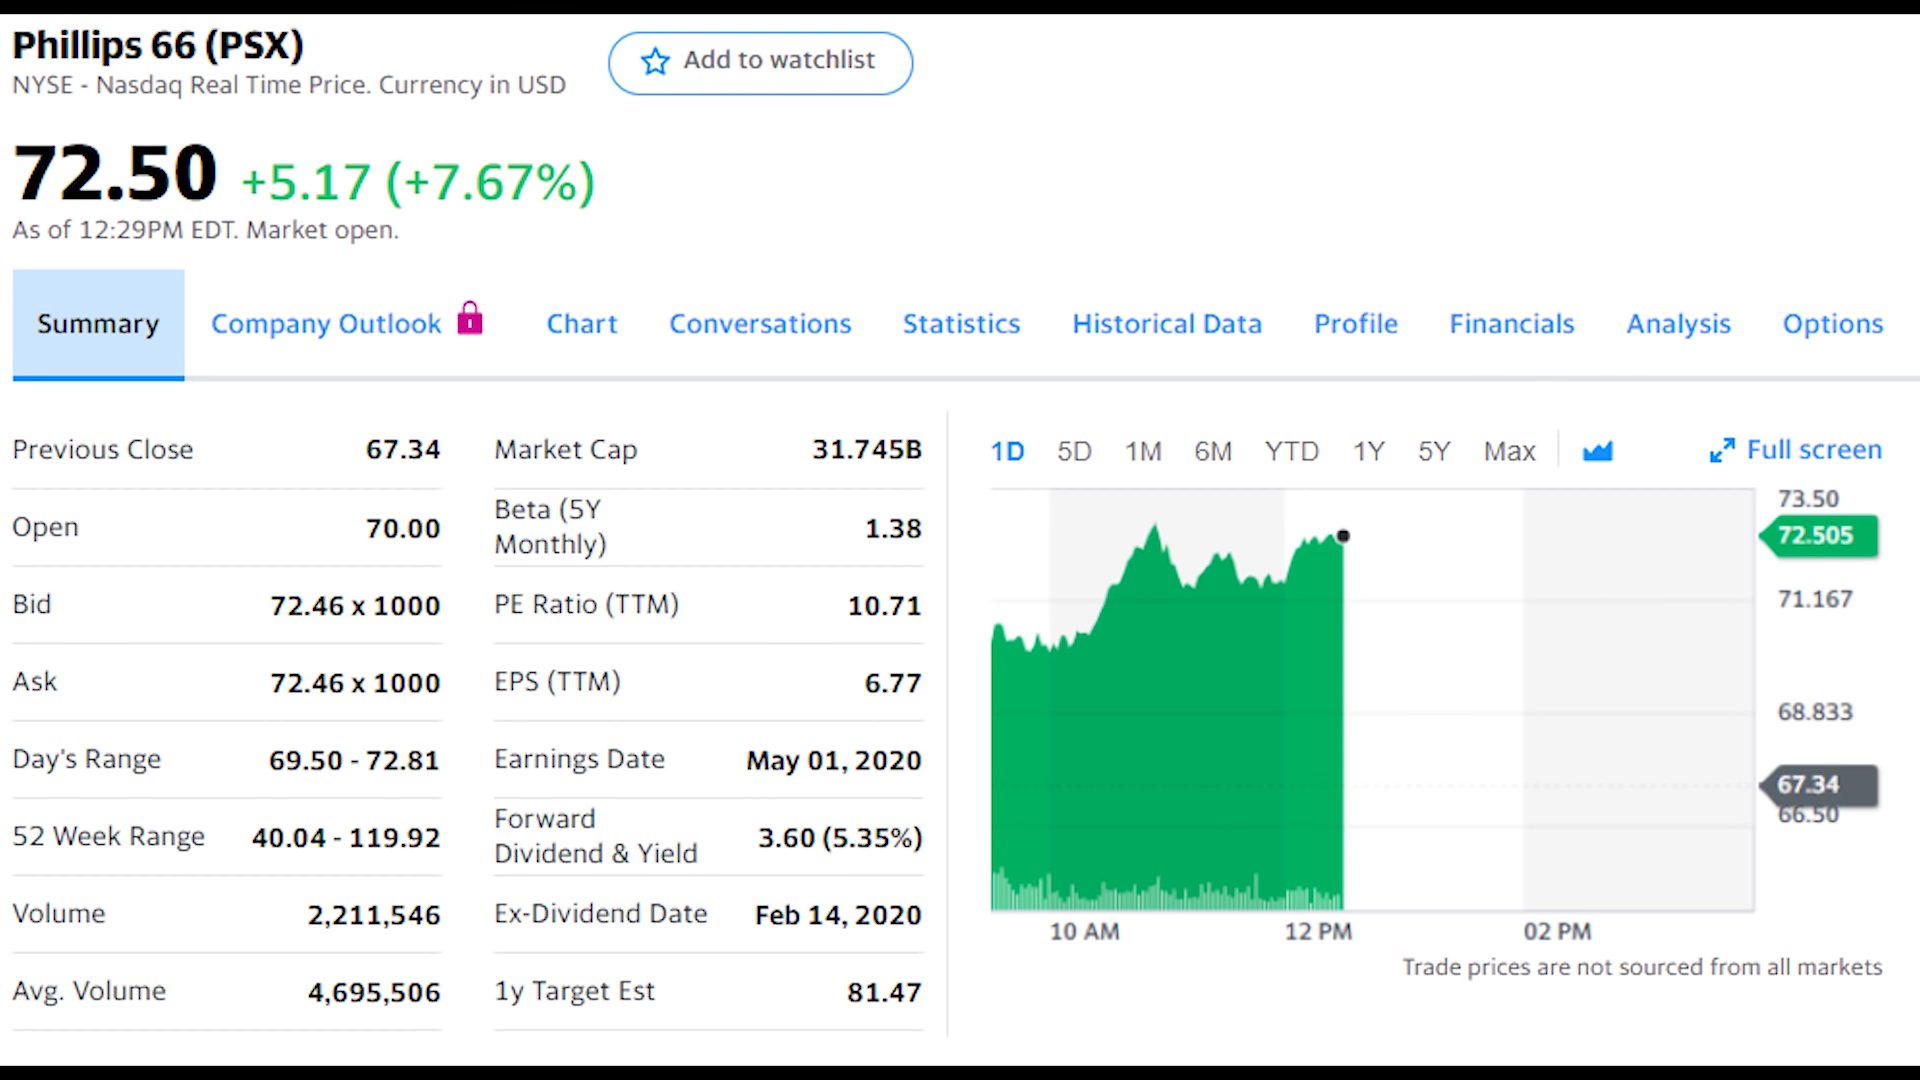 Phillips 66 (PSX)
NYSE - Nasdaq Real Time Price. Currency in USD
Add to watchlist
72.50 +5.17 (+7.67%)
As of 12:29PM EDT. Market open.
Summary Company Outlook Chart Conversations Statistics Historical Data Profile Financials Analysis Options
Previous Close 67.34
Open 70.00
Bid 72.46 x 1000
Ask 72.46 x 1000
Day's Range 69.50 - 72.81
52 Week Range 40.04 - 119.92
Volume 2,211,546
Avg. Volume 4,695,506
Market Cap 31.745B
Beta (5Y
Monthly) 1.38
PE Ratio (TTM) 10.71
EPS (TTM) 6.77
Earnings Date May 01, 2020
Forward
Dividend & Yield 3.60 (5.35%)
Ex-Dividend Date Feb 14, 2020
1y Target Est 81.47
1D 5D 1M 6M YTD 1Y 5Y Max Full screen
73.50
72.505
71.167
68.833
67.34
66.50
10 AM 12 PM 02 PM
Trade prices are not sourced from all markets